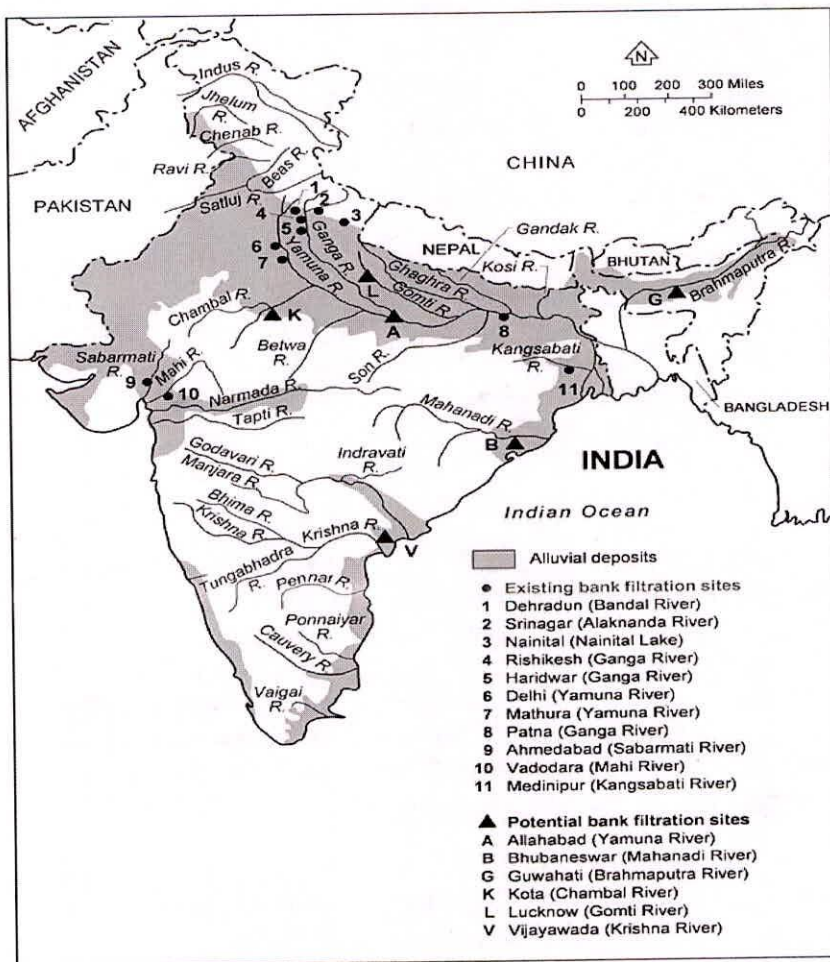 AFGHANISTAN
Indus R.
Jhelum
R.
Chenab R.
Ravi R.
Beas R.
Satluj R.
PAKISTAN
N
0 100 200 300 Miles
0 200 400 Kilometers
CHINA
1
2
3
4
5
6
7
Yamuna R.
Ganga R.
L
Gomti R.
Ghaghra R.
NEPAL
Gandak R.
Kosi R.
BHUTAN
Brahmaputra R.
G
Chambal R.
K
A
8
Betwa
R.
Son R.
Kangsabati
R.
11
BANGLADESH
Sabarmati
R.
Mahi R.
9
10
Narmada R.
Tapti R.
Mahanadi R.
B
Godavari R.
Manjara R.
Indravati
R.
INDIA
Indian Ocean
Bhima R.
Krishna R.
Krishna R.
V
Tungabhadra
R.
Pennar R.
Ponnaiyar
R.
Cauvery R.
Vaigai
R.
Alluvial deposits
Existing bank filtration sites
1 Dehradun (Bandal River)
2 Srinagar (Alaknanda River)
3 Nainital (Nainital Lake)
4 Rishikesh (Ganga River)
5 Haridwar (Ganga River)
6 Delhi (Yamuna River)
7 Mathura (Yamuna River)
8 Patna (Ganga River)
9 Ahmedabad (Sabarmati River)
10 Vadodara (Mahi River)
11 Medinipur (Kangsabati River)
Potential bank filtration sites
A Allahabad (Yamuna River)
B Bhubaneswar (Mahanadi River)
G Guwahati (Brahmaputra River)
K Kota (Chambal River)
L Lucknow (Gomti River)
V Vijayawada (Krishna River)